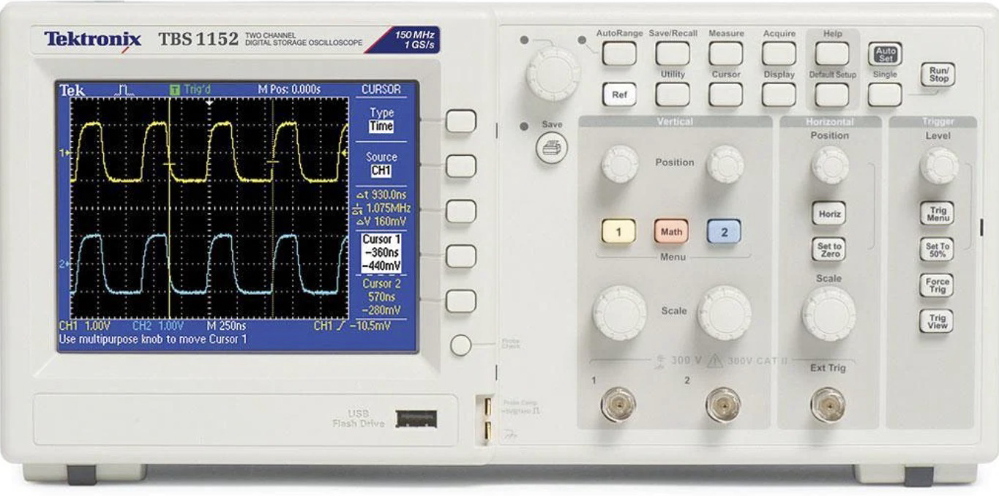 Tektronix TBS 1152 TWO CHANNEL
DIGITAL STORAGE OSCILLOSCOPE
150 MHz
1 GS/s
Tek
T Trig'd
M Pos: 0.000s
CURSOR
Type
Time
Source
CH1
Δt 930.0ns
1/Δt 1.075MHz
ΔV 160mV
Cursor 1
-360ns
-440mV
Cursor 2
570ns
-280mV
1
2
CH1 1.00V
CH2 1.00V
M 250ns
CH1 -10.5mV
Use multipurpose knob to move Cursor 1
Probe
Check
USB
Flash Drive
Probe Comp
AutoRange
Save/Recall
Measure
Acquire
Help
Auto
Set
Ref
Utility
Cursor
Display
Default Setup
Single
Run/
Stop
Save
Vertical
Position
1
Math
2
Menu
Scale
300 V
300V CAT II
1
2
Horizontal
Position
Horiz
Set to
Zero
Scale
Ext Trig
Trigger
Level
Trig
Menu
Set To
50%
Force
Trig
Trig
View